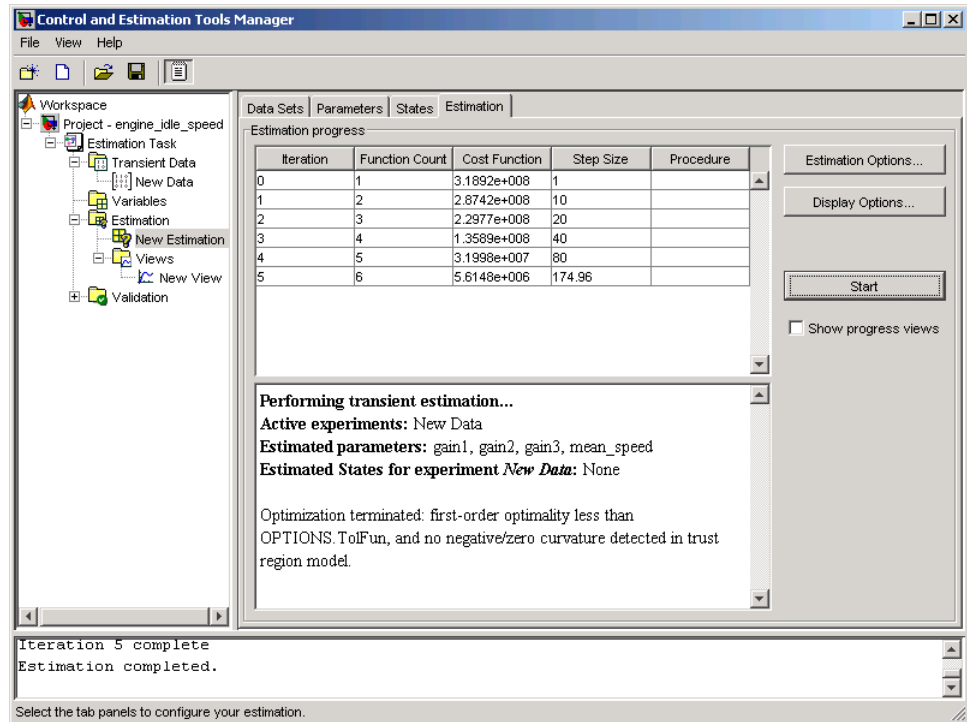 Control and Estimation Tools Manager
File View Help
Workspace
Project - engine_idle_speed
Estimation Task
Transient Data
New Data
Variables
Estimation
New Estimation
Views
New View
Validation
Data Sets Parameters States Estimation
Estimation progress
Iteration Function Count Cost Function Step Size Procedure
0 1 3.1892e+008 1
1 2 2.8742e+008 10
2 3 2.2977e+008 20
3 4 1.3589e+008 40
4 5 3.1998e+007 80
5 6 5.6148e+006 174.96
Estimation Options...
Display Options...
Start
Show progress views
Performing transient estimation...
Active experiments: New Data
Estimated parameters: gain1, gain2, gain3, mean_speed
Estimated States for experiment New Data: None
Optimization terminated: first-order optimality less than
OPTIONS.TolFun, and no negative/zero curvature detected in trust
region model.
Iteration 5 complete
Estimation completed.
Select the tab panels to configure your estimation.